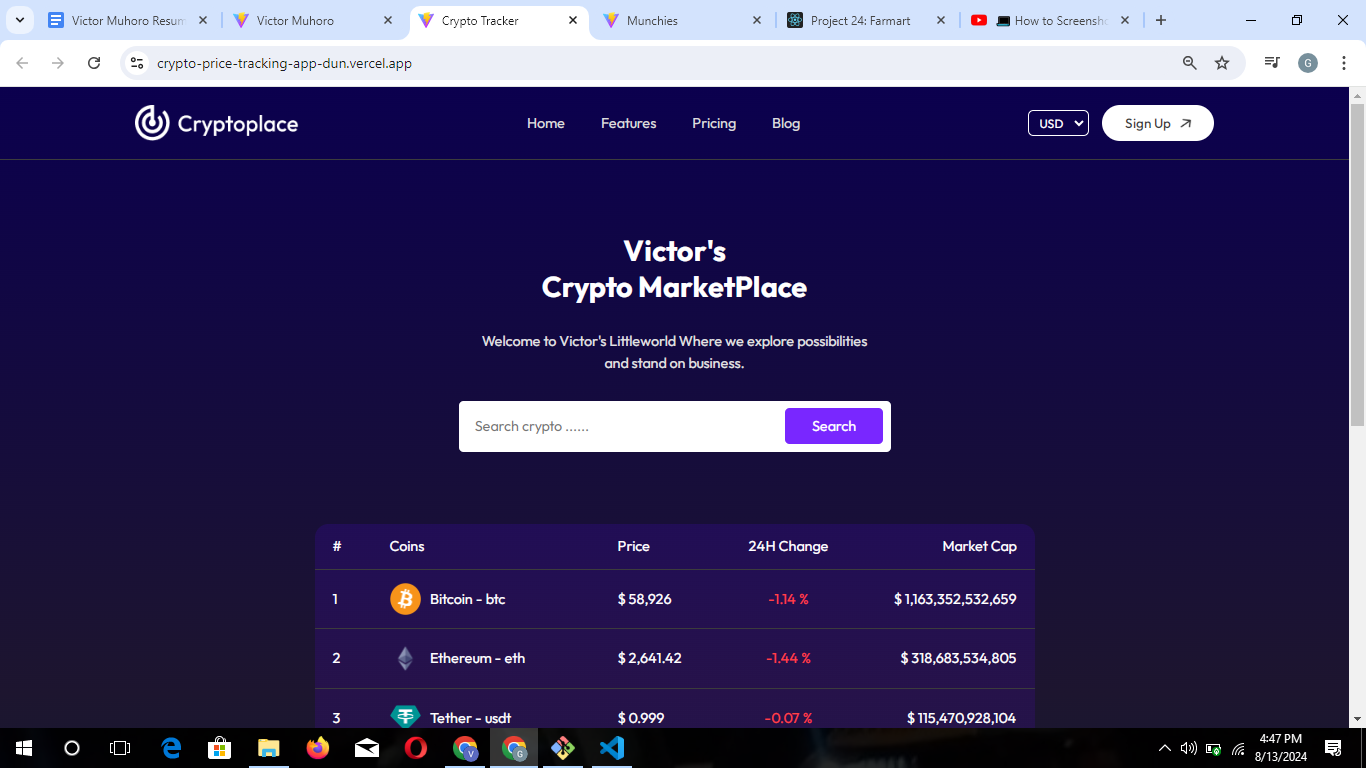 Victor Muhoro Resum
Victor Muhoro
Crypto Tracker
Munchies
Project 24: Farmart
How to Screensho
crypto-price-tracking-app-dun.vercel.app
G
Cryptoplace
Home Features Pricing Blog
USD
Sign Up
Victor's
Crypto MarketPlace
Welcome to Victor's Littleworld Where we explore possibilities
and stand on business.
Search crypto ......
Search
# Coins Price 24H Change Market Cap
1 Bitcoin - btc $ 58,926 -1.14 % $ 1,163,352,532,659
2 Ethereum - eth $ 2,641.42 -1.44 % $ 318,683,534,805
3 Tether - usdt $ 0.999 -0.07 % $ 115,470,928,104
V
G
4:47 PM
8/13/2024